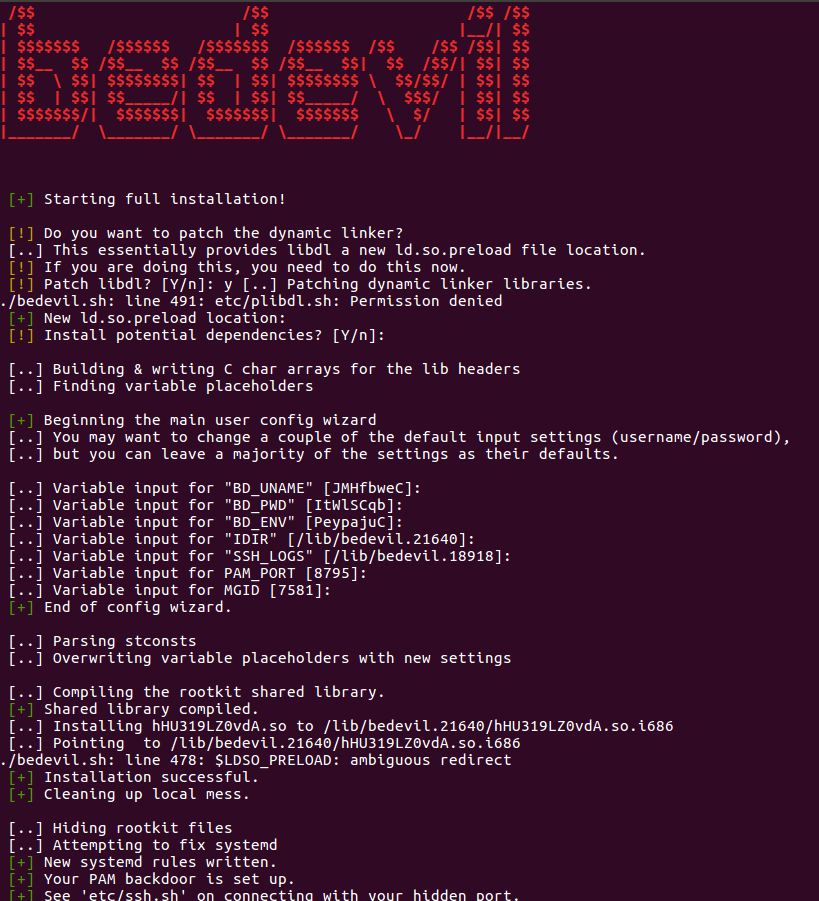 /$$                        /$$                      /$$ /$$
| $$                       | $$                     |__/| $$
| $$$$$$$   /$$$$$$   /$$$$$$$  /$$$$$$  /$$    /$$ /$$| $$
| $$__  $$ /$$__  $$ /$$__  $$ /$$__  $$|  $$  /$$/| $$| $$
| $$  \ $$| $$$$$$$$| $$  | $$| $$$$$$$$ \  $$/$$/ | $$| $$
| $$  | $$| $$_____/| $$  | $$| $$_____/  \  $$$/  | $$| $$
| $$$$$$$/|  $$$$$$$|  $$$$$$$|  $$$$$$$   \  $/   | $$| $$
|_______/  \_______/ \_______/ \_______/    \_/    |__/|__/
[+] Starting full installation!
[!] Do you want to patch the dynamic linker?
[..] This essentially provides libdl a new ld.so.preload file location.
[!] If you are doing this, you need to do this now.
[!] Patch libdl? [Y/n]: y [..] Patching dynamic linker libraries.
./bedevil.sh: line 491: etc/plibdl.sh: Permission denied
[+] New ld.so.preload location:
[!] Install potential dependencies? [Y/n]:
[..] Building & writing C char arrays for the lib headers
[..] Finding variable placeholders
[+] Beginning the main user config wizard
[..] You may want to change a couple of the default input settings (username/password),
[..] but you can leave a majority of the settings as their defaults.
[..] Variable input for "BD_UNAME" [JMHfbweC]:
[..] Variable input for "BD_PWD" [ItWlSCqb]:
[..] Variable input for "BD_ENV" [PeypajuC]:
[..] Variable input for "IDIR" [/lib/bedevil.21640]:
[..] Variable input for "SSH_LOGS" [/lib/bedevil.18918]:
[..] Variable input for PAM_PORT [8795]:
[..] Variable input for MGID [7581]:
[+] End of config wizard.
[..] Parsing stconsts
[..] Overwriting variable placeholders with new settings
[..] Compiling the rootkit shared library.
[+] Shared library compiled.
[..] Installing hHU319LZ0vdA.so to /lib/bedevil.21640/hHU319LZ0vdA.so.i686
[..] Pointing  to /lib/bedevil.21640/hHU319LZ0vdA.so.i686
./bedevil.sh: line 478: $LDSO_PRELOAD: ambiguous redirect
[+] Installation successful.
[+] Cleaning up local mess.
[..] Hiding rootkit files
[..] Attempting to fix systemd
[+] New systemd rules written.
[+] Your PAM backdoor is set up.
[+] See 'etc/ssh.sh' on connecting with your hidden port.